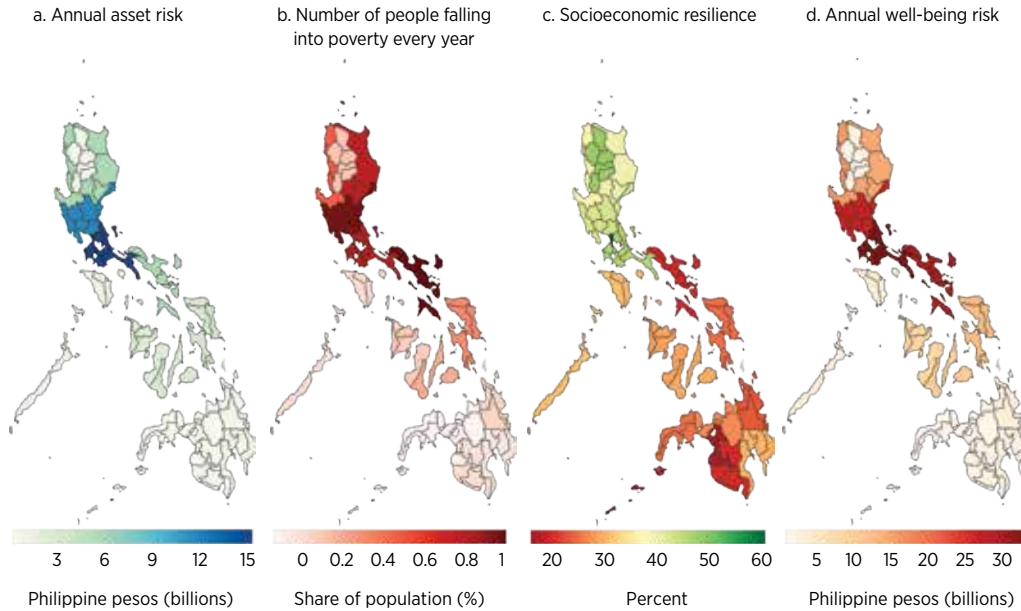 a. Annual asset risk
b. Number of people falling
into poverty every year
c. Socioeconomic resilience
d. Annual well-being risk
3 6 9 12 15
0 0.2 0.4 0.6 0.8 1
20 30 40 50 60
5 10 15 20 25 30
Philippine pesos (billions)
Share of population (%)
Percent
Philippine pesos (billions)